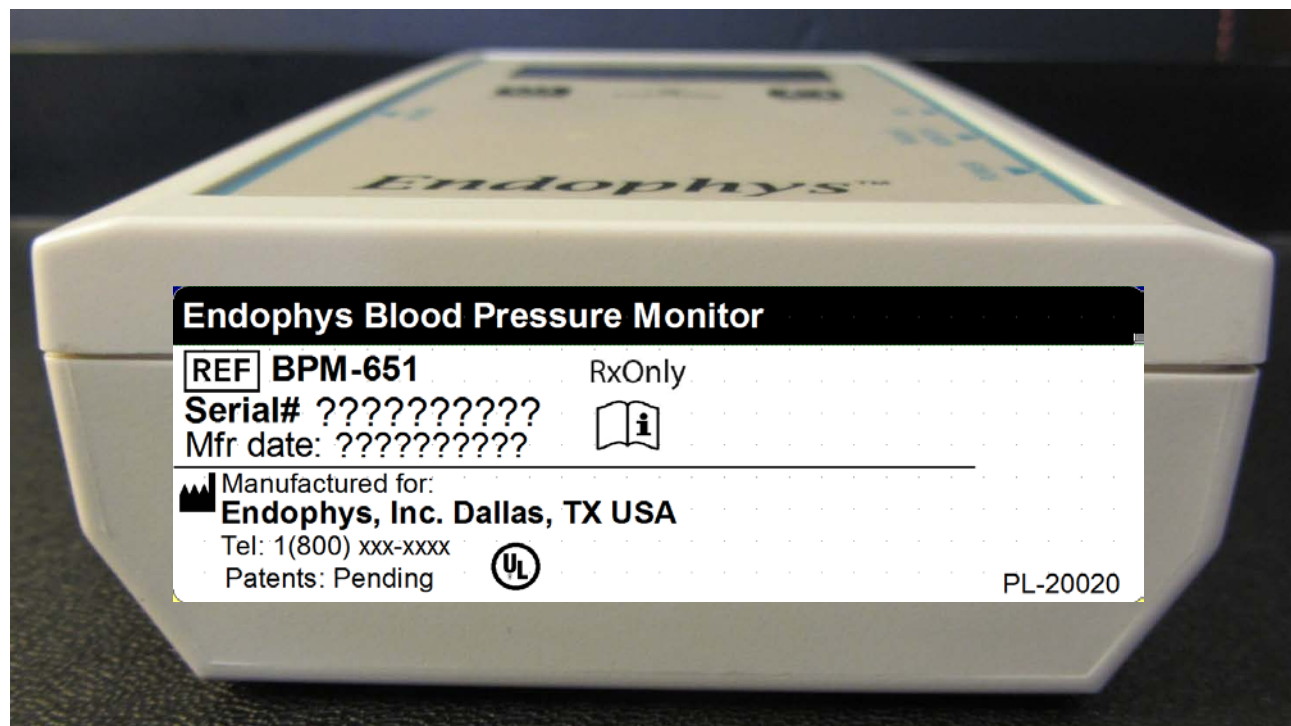 Endophys™
Endophys Blood Pressure Monitor
REF BPM-651
RxOnly
Serial# ??????????
Mfr date: ??????????
Manufactured for:
Endophys, Inc. Dallas, TX USA
Tel: 1(800) xxx-xxxx
UL
Patents: Pending
PL-20020